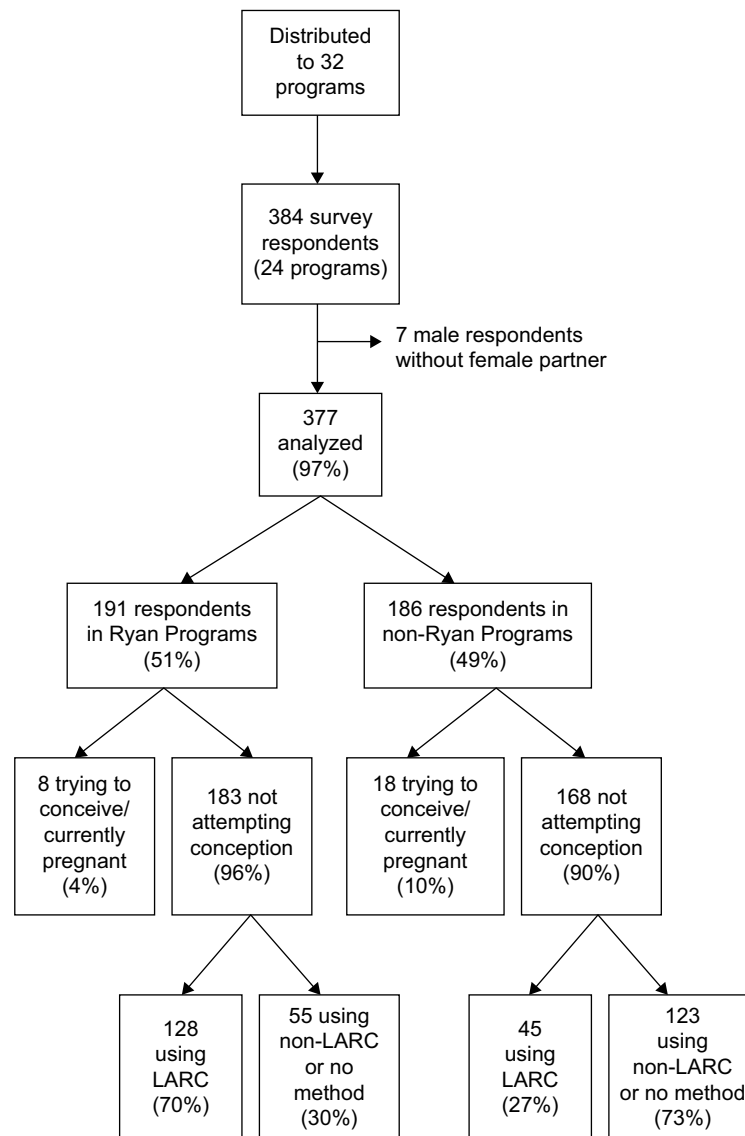 Distributed
to 32
programs
384 survey
respondents
(24 programs)
7 male respondents
without female partner
377
analyzed
(97%)
191 respondents
in Ryan Programs
(51%)
186 respondents in
non-Ryan Programs
(49%)
8 trying to
conceive/
currently
pregnant
(4%)
183 not
attempting
conception
(96%)
18 trying to
conceive/
currently
pregnant
(10%)
168 not
attempting
conception
(90%)
128
using
LARC
(70%)
55 using
non-LARC
or no
method
(30%)
45
using
LARC
(27%)
123
using
non-LARC
or no method
(73%)